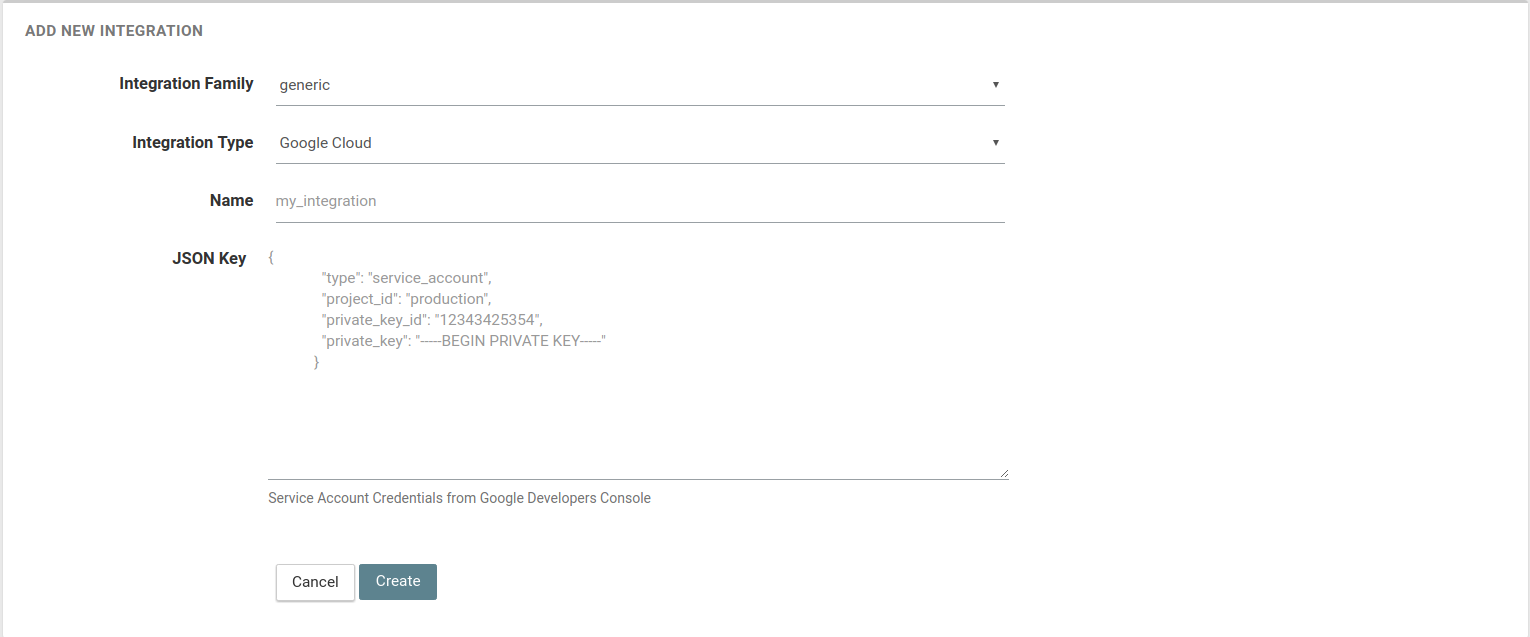 ADD NEW INTEGRATION
Integration Family generic
Integration Type Google Cloud
Name my_integration
JSON Key {
"type": "service_account",
"project_id": "production",
"private_key_id": "12343425354",
"private_key": "-----BEGIN PRIVATE KEY-----"
}
Service Account Credentials from Google Developers Console
Cancel Create